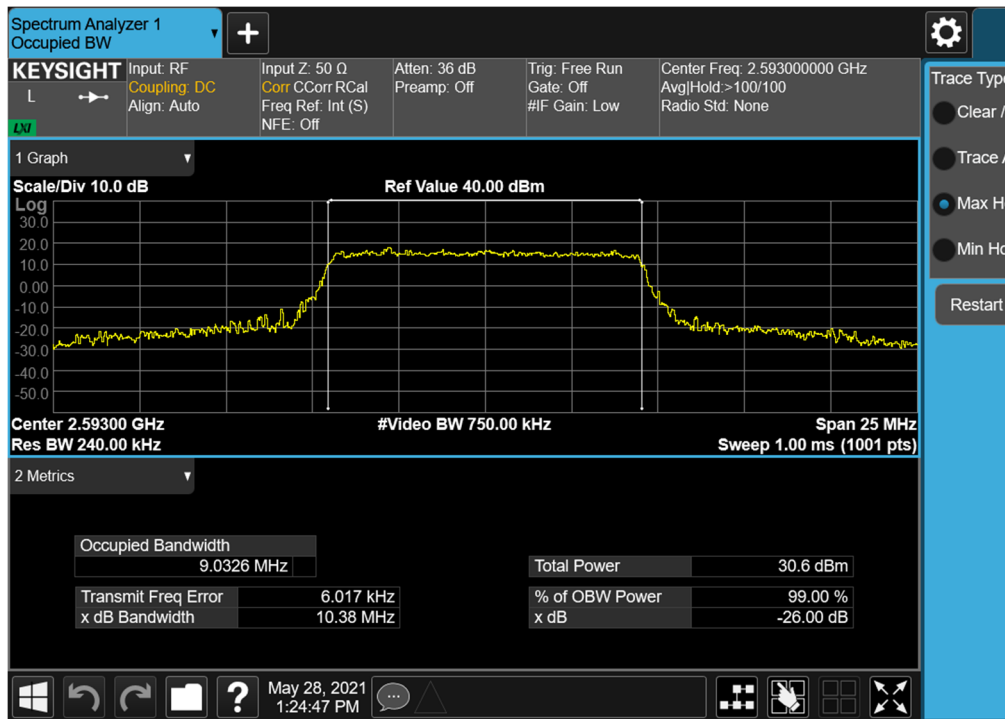 Spectrum Analyzer 1
Occupied BW
KEYSIGHT
L
LXI
Input: RF
Coupling: DC
Align: Auto
Input Z: 50 Ω
Corr CCorr RCal
Freq Ref: Int (S)
NFE: Off
Atten: 36 dB
Preamp: Off
Trig: Free Run
Gate: Off
#IF Gain: Low
Center Freq: 2.593000000 GHz
Avg|Hold:>100/100
Radio Std: None
Trace Type
Clear /
Trace A
Max Ho
Min Ho
Restart
1 Graph
Scale/Div 10.0 dB
Ref Value 40.00 dBm
Log
30.0
20.0
10.0
0.00
-10.0
-20.0
-30.0
-40.0
-50.0
Center 2.59300 GHz
#Video BW 750.00 kHz
Span 25 MHz
Res BW 240.00 kHz
Sweep 1.00 ms (1001 pts)
2 Metrics
Occupied Bandwidth
9.0326 MHz
Total Power 30.6 dBm
Transmit Freq Error 6.017 kHz
% of OBW Power 99.00 %
x dB Bandwidth 10.38 MHz
x dB -26.00 dB
May 28, 2021
1:24:47 PM